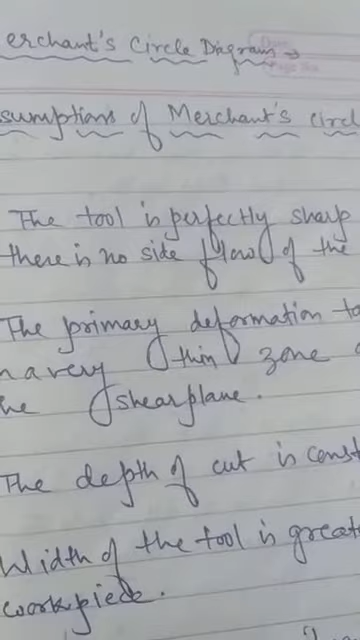 erchant's Circle Diagram →
sumptions of Merchant's Circl
The tool is perfectly sharp
there is no side flow of the
The primary deformation ta
n a very thin zone
he shear plane.
The depth of cut is const
Width of the tool is great
workpiece.